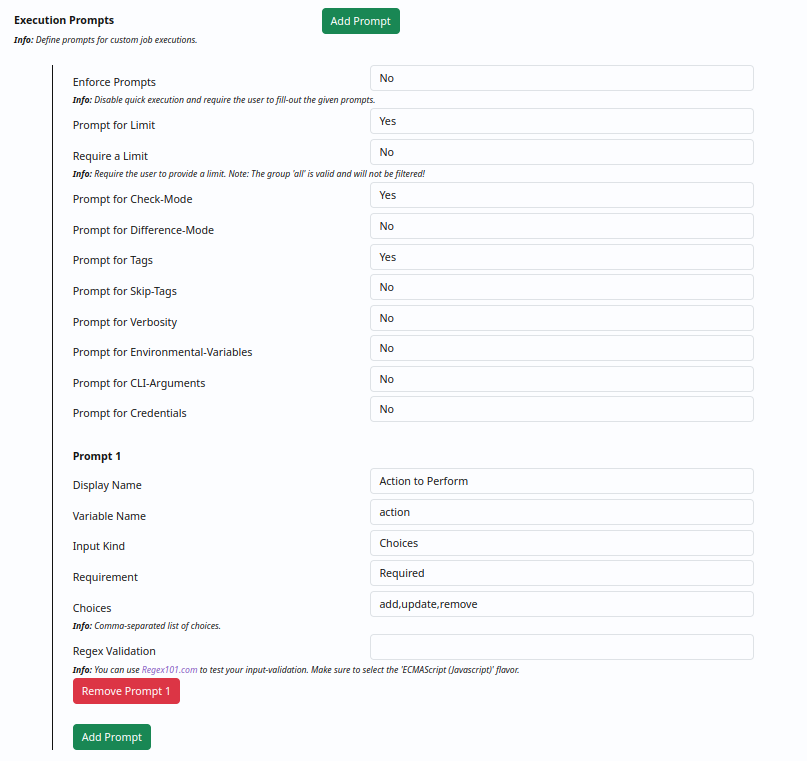 Execution Prompts
Add Prompt
Info: Define prompts for custom job executions.
Enforce Prompts No
Info: Disable quick execution and require the user to fill-out the given prompts.
Prompt for Limit Yes
Require a Limit No
Info: Require the user to provide a limit. Note: The group 'all' is valid and will not be filtered!
Prompt for Check-Mode Yes
Prompt for Difference-Mode No
Prompt for Tags Yes
Prompt for Skip-Tags No
Prompt for Verbosity No
Prompt for Environmental-Variables No
Prompt for CLI-Arguments No
Prompt for Credentials No
Prompt 1
Display Name Action to Perform
Variable Name action
Input Kind Choices
Requirement Required
Choices add,update,remove
Info: Comma-separated list of choices.
Regex Validation
Info: You can use Regex101.com to test your input-validation. Make sure to select the 'ECMAScript (Javascript)' flavor.
Remove Prompt 1
Add Prompt